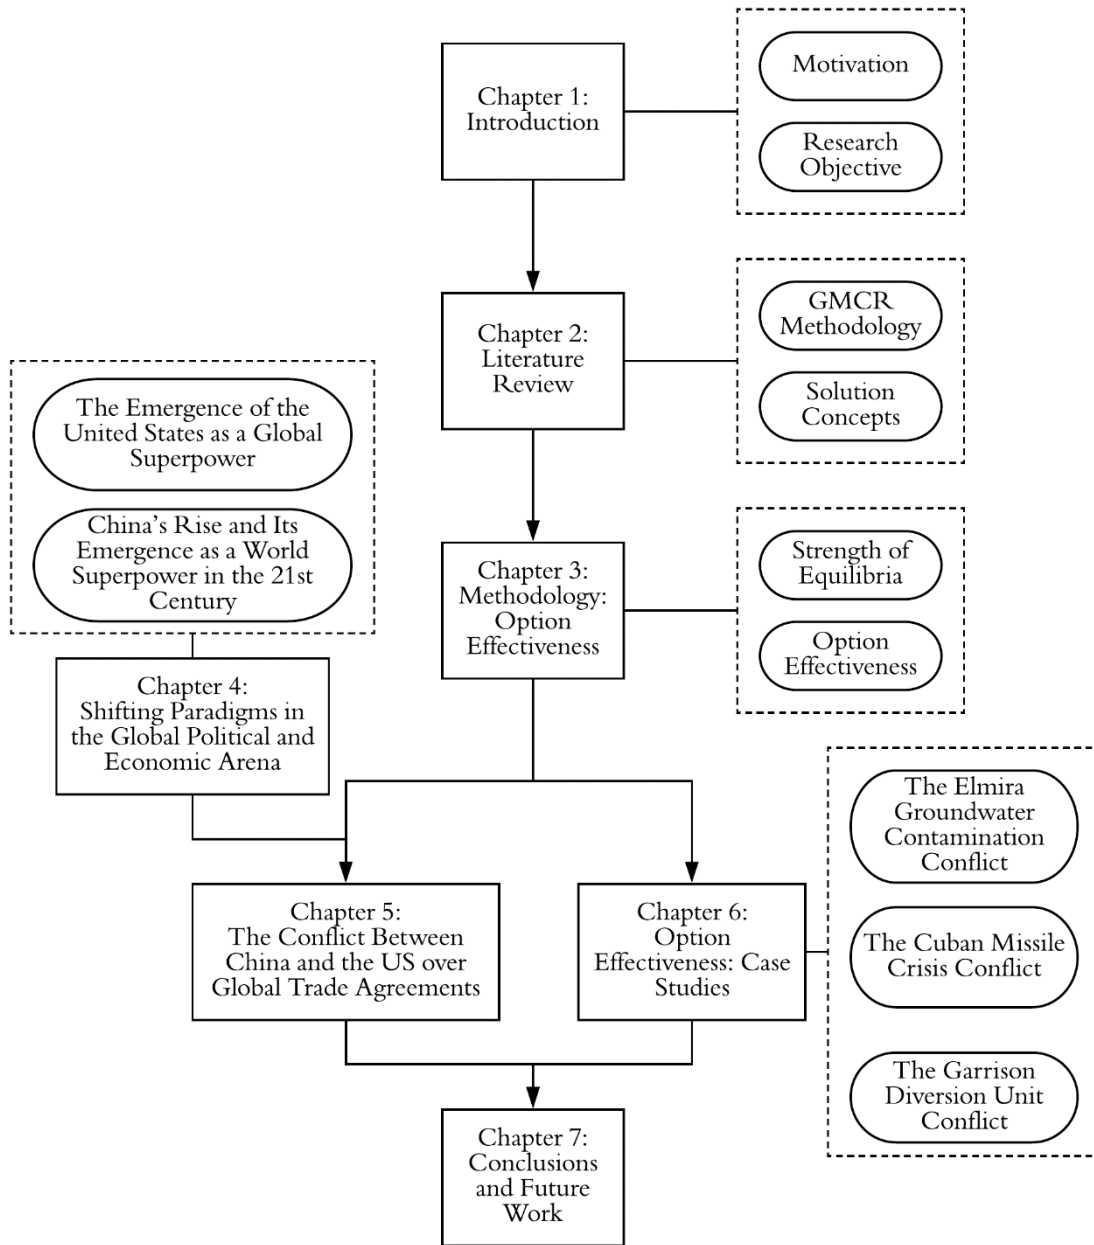 Chapter 1:
Introduction
Motivation
Research
Objective
Chapter 2:
Literature
Review
GMCR
Methodology
Solution
Concepts
The Emergence of the
United States as a Global
Superpower
China’s Rise and Its
Emergence as a World
Superpower in the 21st
Century
Chapter 3:
Methodology:
Option
Effectiveness
Strength of
Equilibria
Option
Effectiveness
Chapter 4:
Shifting Paradigms in
the Global Political and
Economic Arena
Chapter 5:
The Conflict Between
China and the US over
Global Trade Agreements
Chapter 6:
Option
Effectiveness: Case
Studies
The Elmira
Groundwater
Contamination
Conflict
The Cuban Missile
Crisis Conflict
The Garrison
Diversion Unit
Conflict
Chapter 7:
Conclusions
and Future
Work